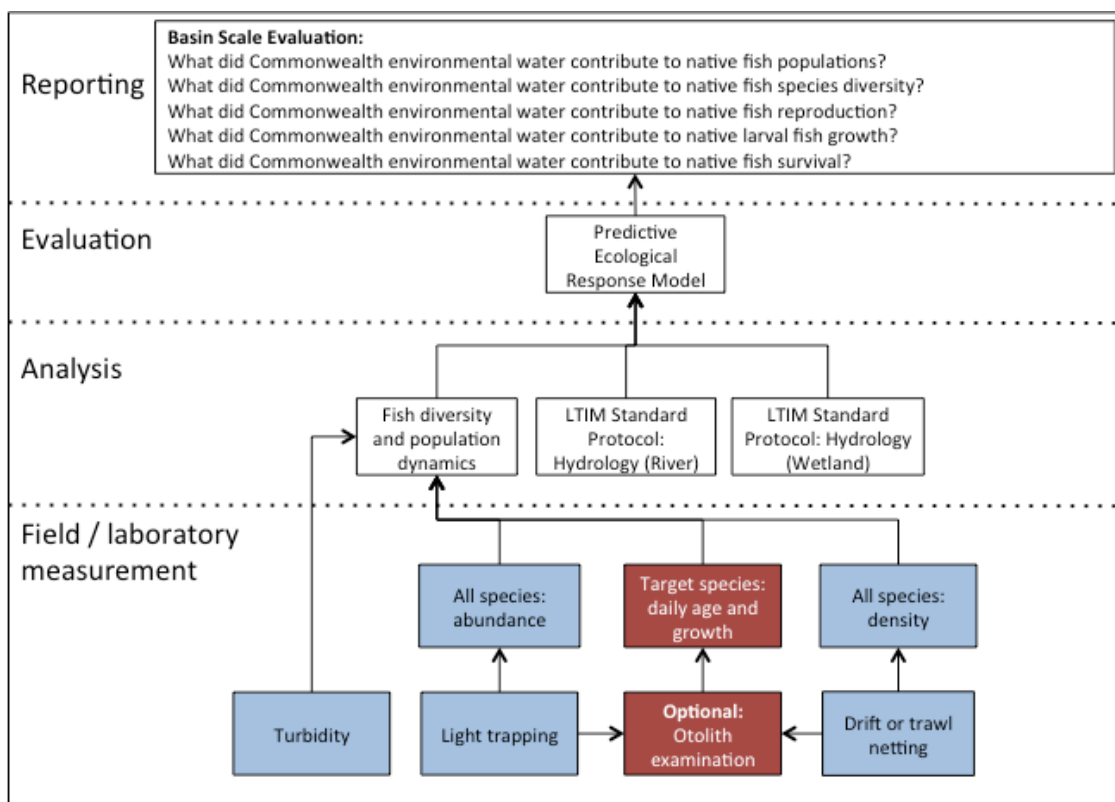 Reporting
Basin Scale Evaluation:
What did Commonwealth environmental water contribute to native fish populations?
What did Commonwealth environmental water contribute to native fish species diversity?
What did Commonwealth environmental water contribute to native fish reproduction?
What did Commonwealth environmental water contribute to native larval fish growth?
What did Commonwealth environmental water contribute to native fish survival?
Evaluation
Predictive
Ecological
Response Model
Analysis
Fish diversity
and population
dynamics
LTIM Standard
Protocol:
Hydrology (River)
LTIM Standard
Protocol: Hydrology
(Wetland)
Field / laboratory
measurement
All species:
abundance
Target species:
daily age and
growth
All species:
density
Turbidity
Light trapping
Optional:
Otolith
examination
Drift or trawl
netting